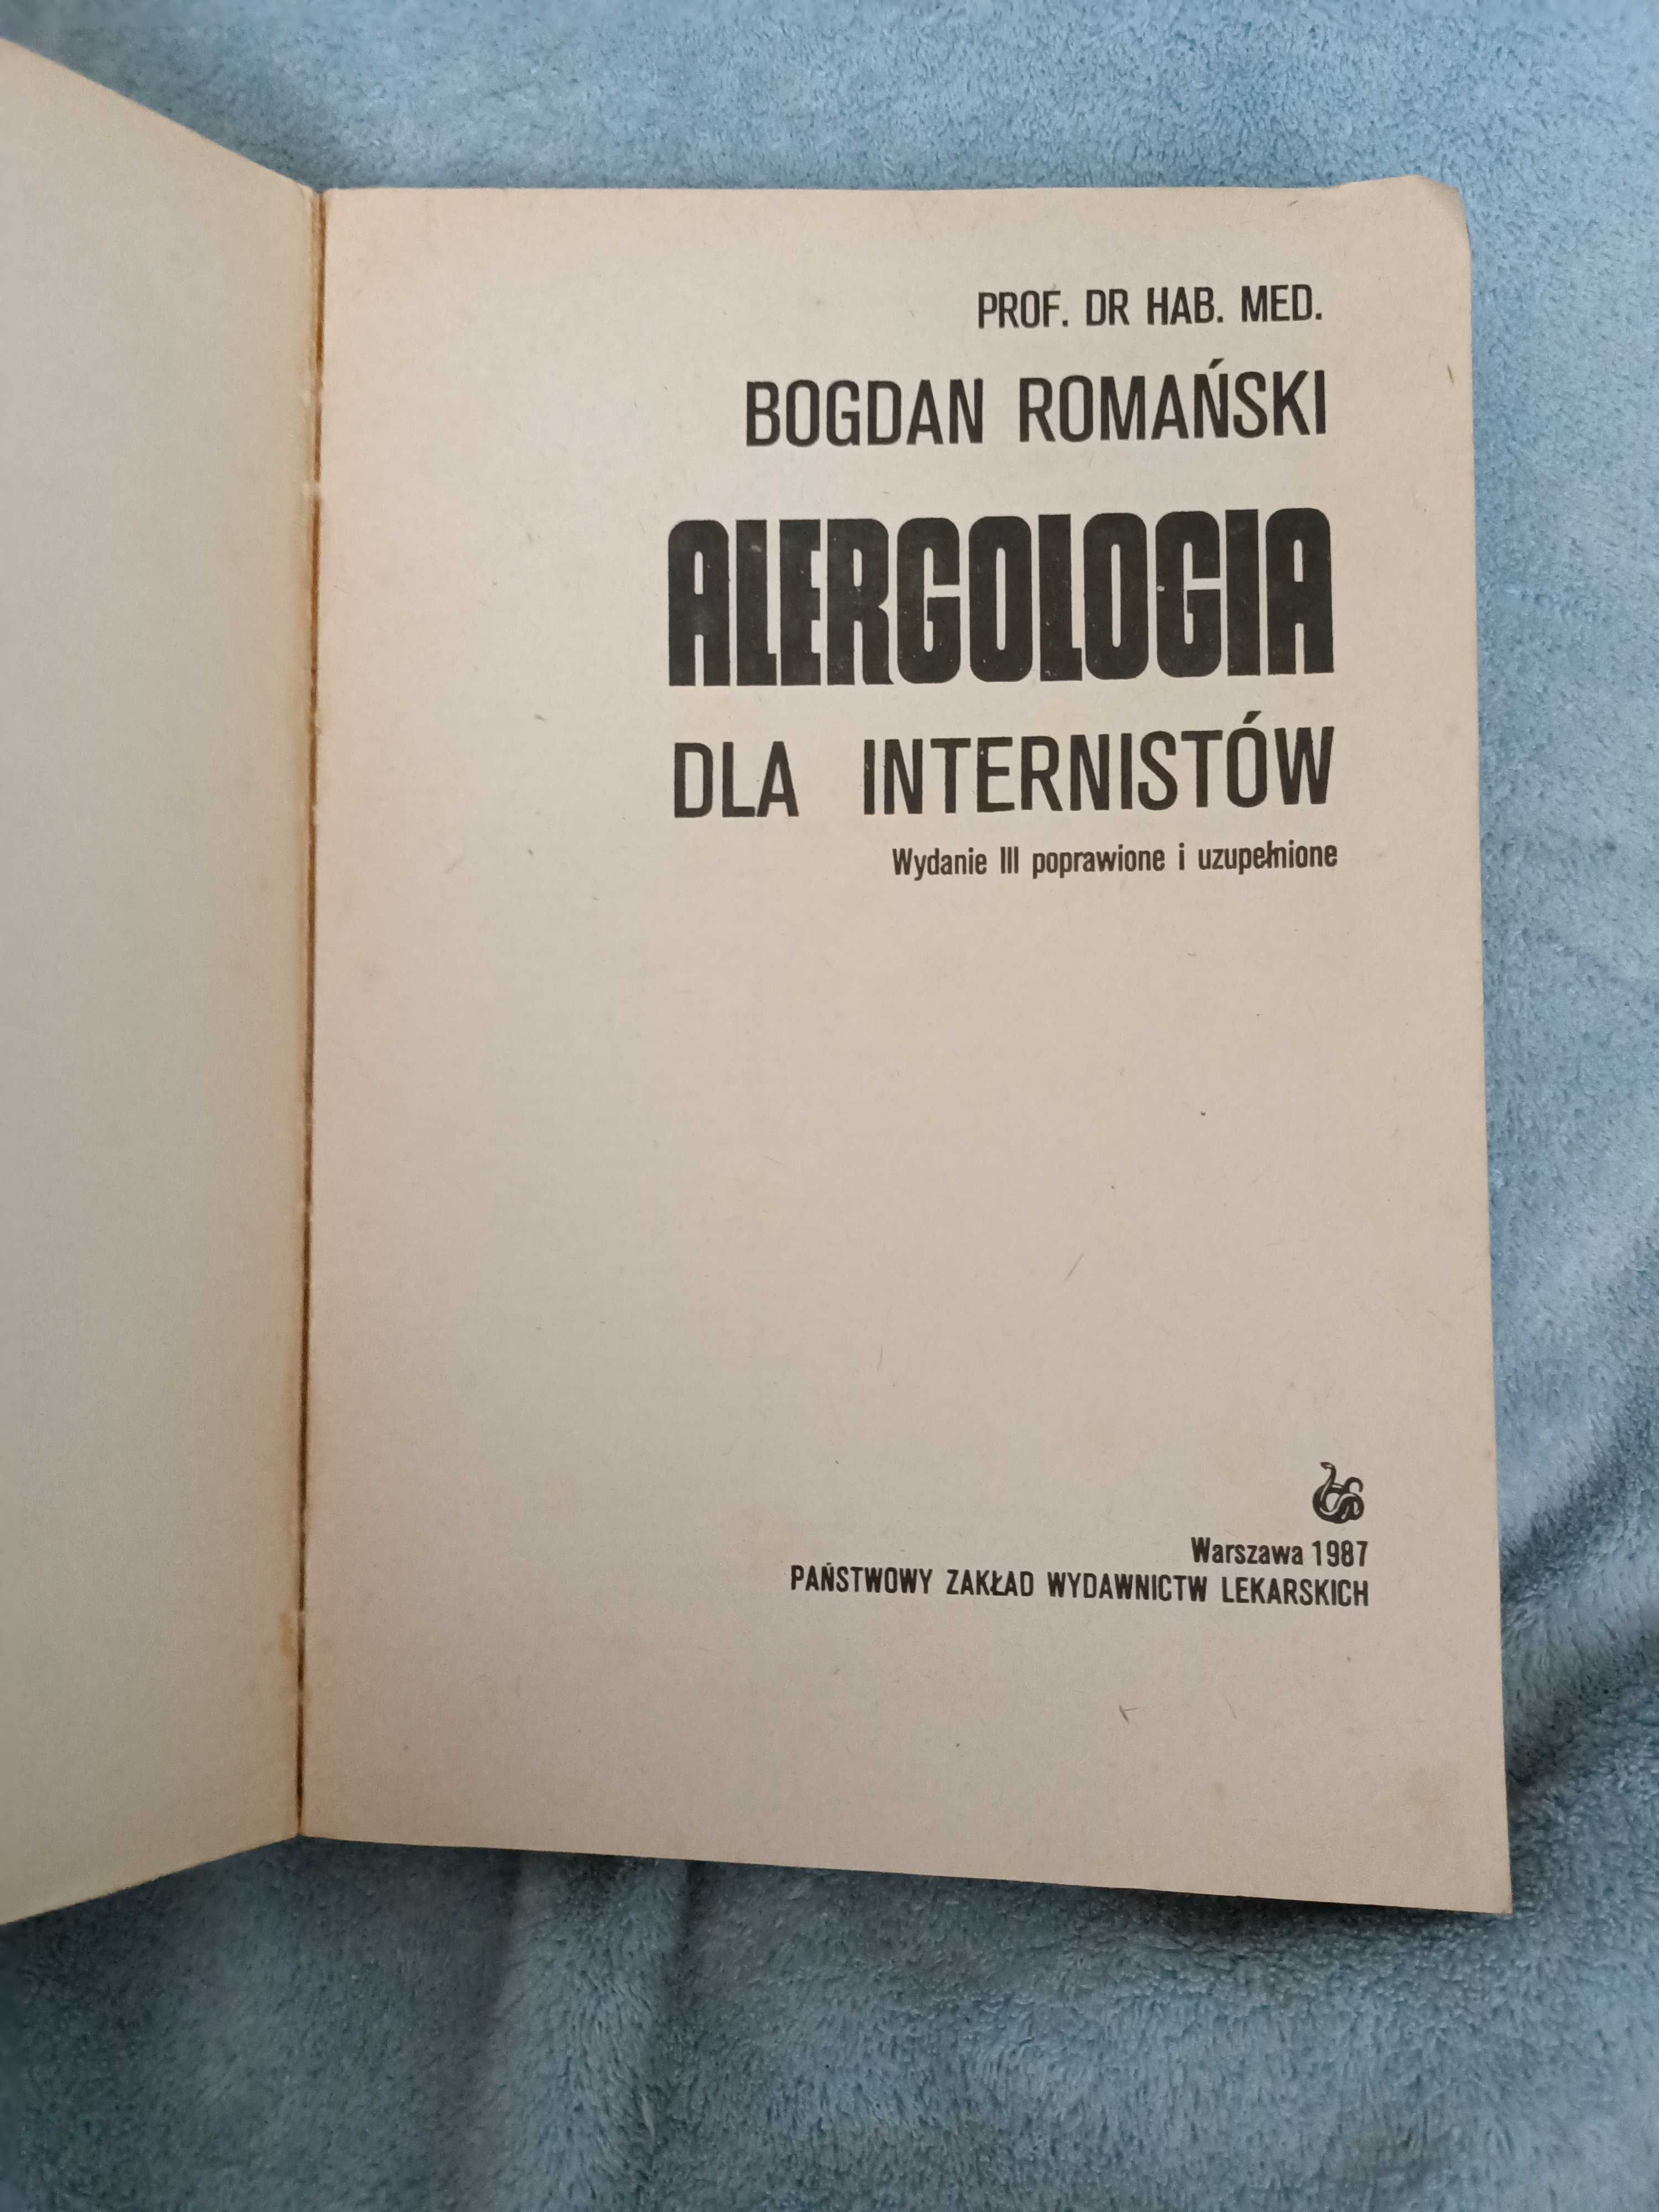 PROF. DR HAB. MED.
BOGDAN ROMAŃSKI
ALERGOLOGIA
DLA INTERNISTÓW
Wydanie III poprawione i uzupełnione
Warszawa 1987
PAŃSTWOWY ZAKŁAD WYDAWNICTW LEKARSKICH